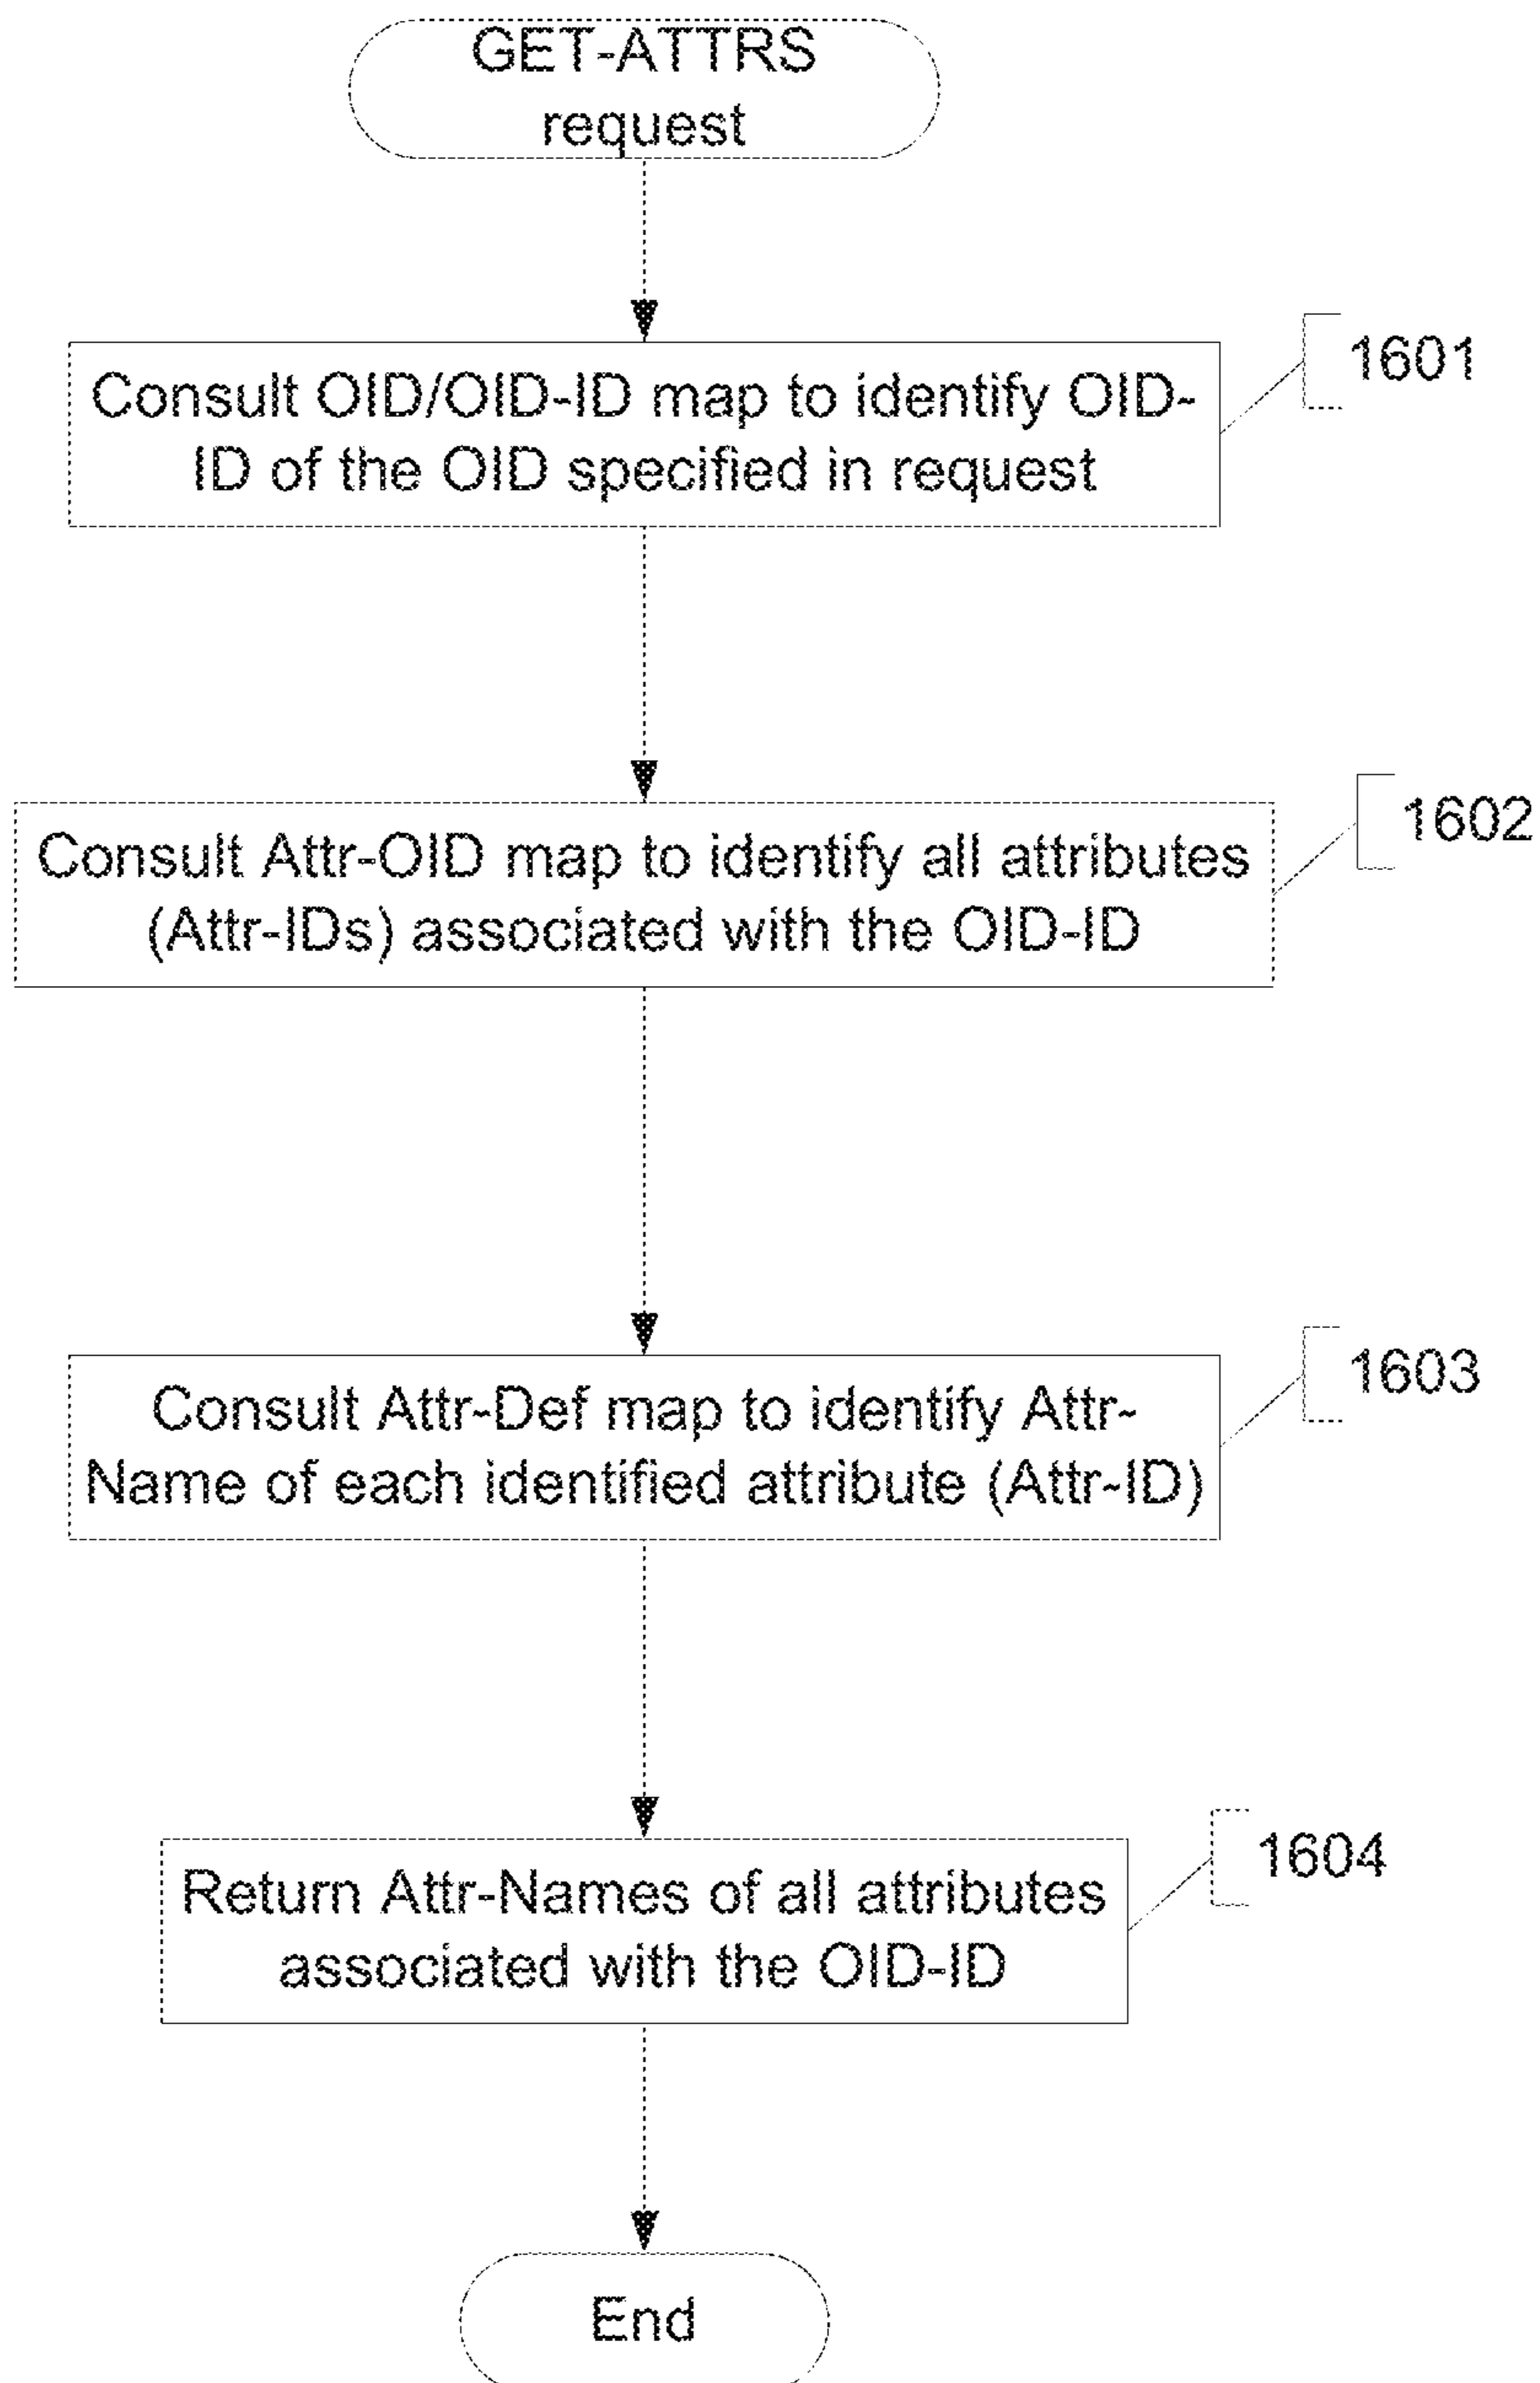 GET-ATTRS
request
1601
Consult OID/OID-ID map to identify OID-
ID of the OID specified in request
1602
Consult Attr-OID map to identify all attributes
(Attr-IDs) associated with the OID-ID
1603
Consult Attr-Def map to identify Attr-
Name of each identified attribute (Attr-ID)
1604
Return Attr-Names of all attributes
associated with the OID-ID
End